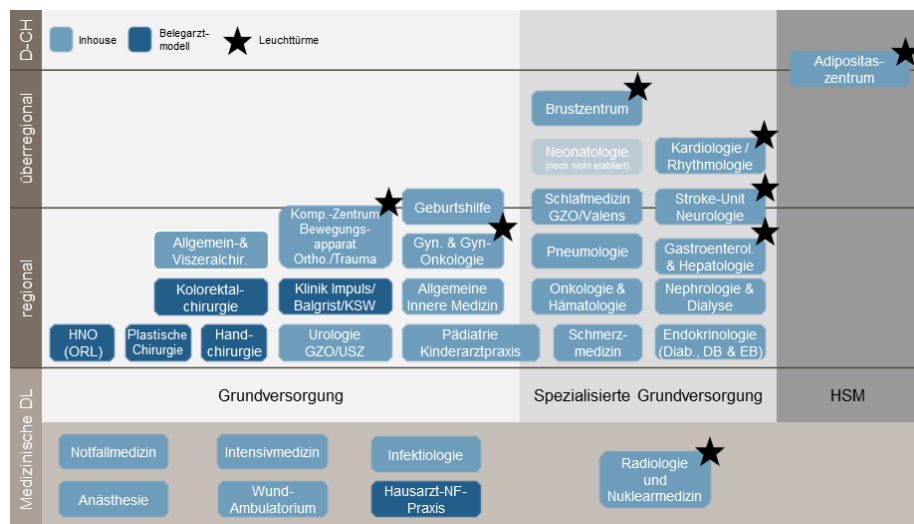 D-CH
Inhouse
Belegarzt-
modell
Leuchttürme
Adipositas-
zentrum
überregional
Brustzentrum
Neonatologie
(noch nicht etabliert)
Kardiologie /
Rhythmologie
Geburtshilfe
Schlafmedizin
GZO/Valens
Stroke-Unit
Neurologie
regional
Komp.-Zentrum
Bewegungs-
apparat
Ortho./Trauma
Allgemein-&
Viszeralchir.
Gyn. & Gyn-
Onkologie
Pneumologie
Gastroenterol.
& Hepatologie
Kolorektal-
chirurgie
Klinik Impuls/
Balgrist/KSW
Allgemeine
Innere Medizin
Onkologie &
Hämatologie
Nephrologie &
Dialyse
HNO
(ORL)
Plastische
Chirurgie
Hand-
chirurgie
Urologie
GZO/USZ
Pädiatrie
Kinderarztpraxis
Schmerz-
medizin
Endokrinologie
(Diab., DB & EB)
Medizinische DL
Grundversorgung
Spezialisierte Grundversorgung
HSM
Notfallmedizin
Intensivmedizin
Infektiologie
Radiologie
und
Nuklearmedizin
Anästhesie
Wund-
Ambulatorium
Hausarzt-NF-
Praxis